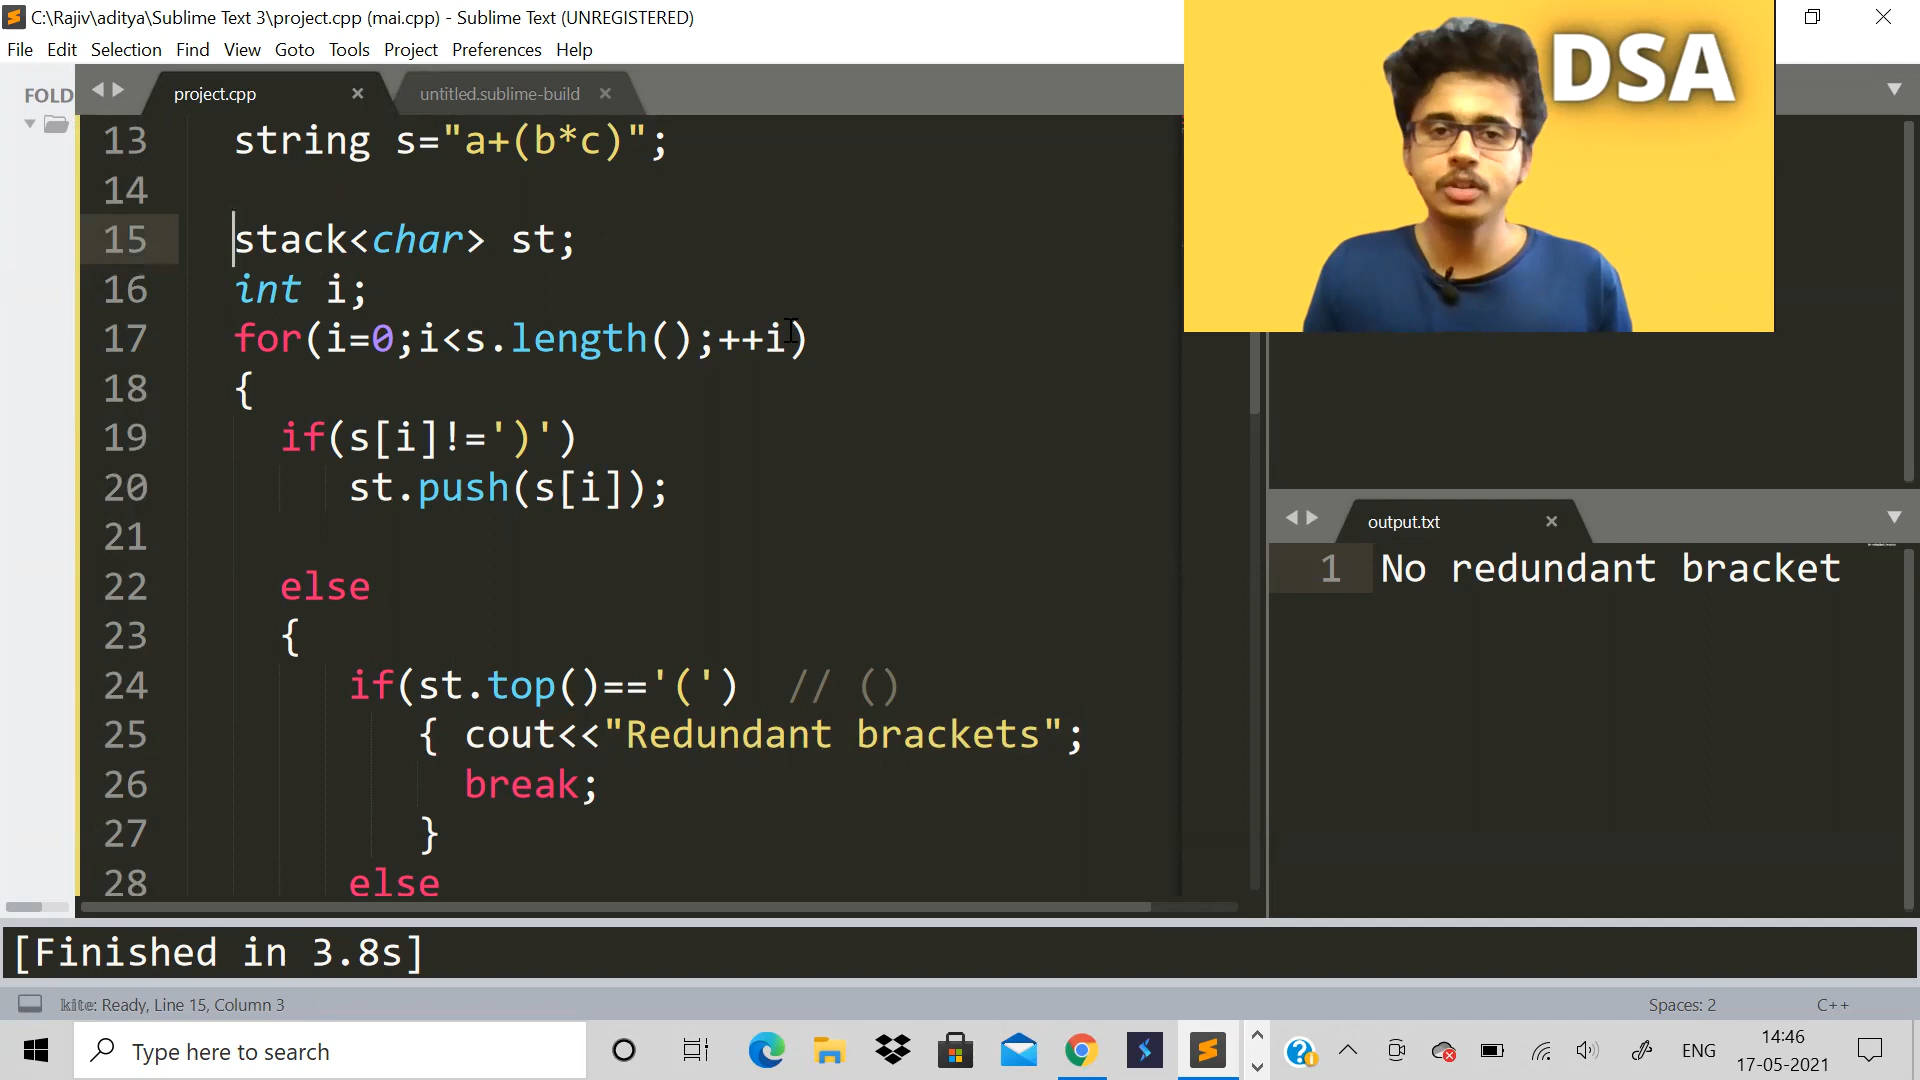 C:\Rajiv\aditya\Sublime Text 3\project.cpp (mai.cpp) - Sublime Text (UNREGISTERED)
File Edit Selection Find View Goto Tools Project Preferences Help
DSA
FOLD
project.cpp
untitled.sublime-build
13 string s="a+(b*c)";
14
15 stack<char> st;
16 int i;
17 for(i=0;i<s.length();++i)
18 {
19 if(s[i]!=')')
20 st.push(s[i]);
21
22 else
23 {
24 if(st.top()=='(') // ()
25 { cout<<"Redundant brackets";
26 break;
27 }
28 else
output.txt
1 No redundant bracket
[Finished in 3.8s]
kite: Ready, Line 15, Column 3
Spaces: 2
C++
Type here to search
ENG
14:46
17-05-2021